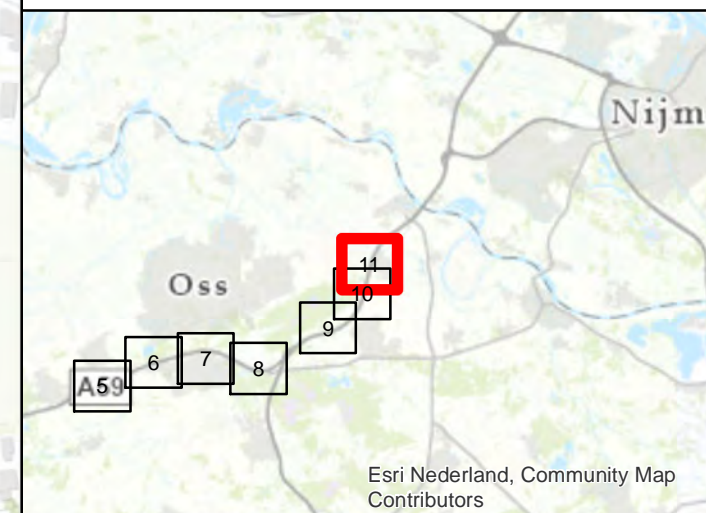 Nijm
11
Oss
10
9
6
7
8
A59
5
Esri Nederland, Community Map
Contributors